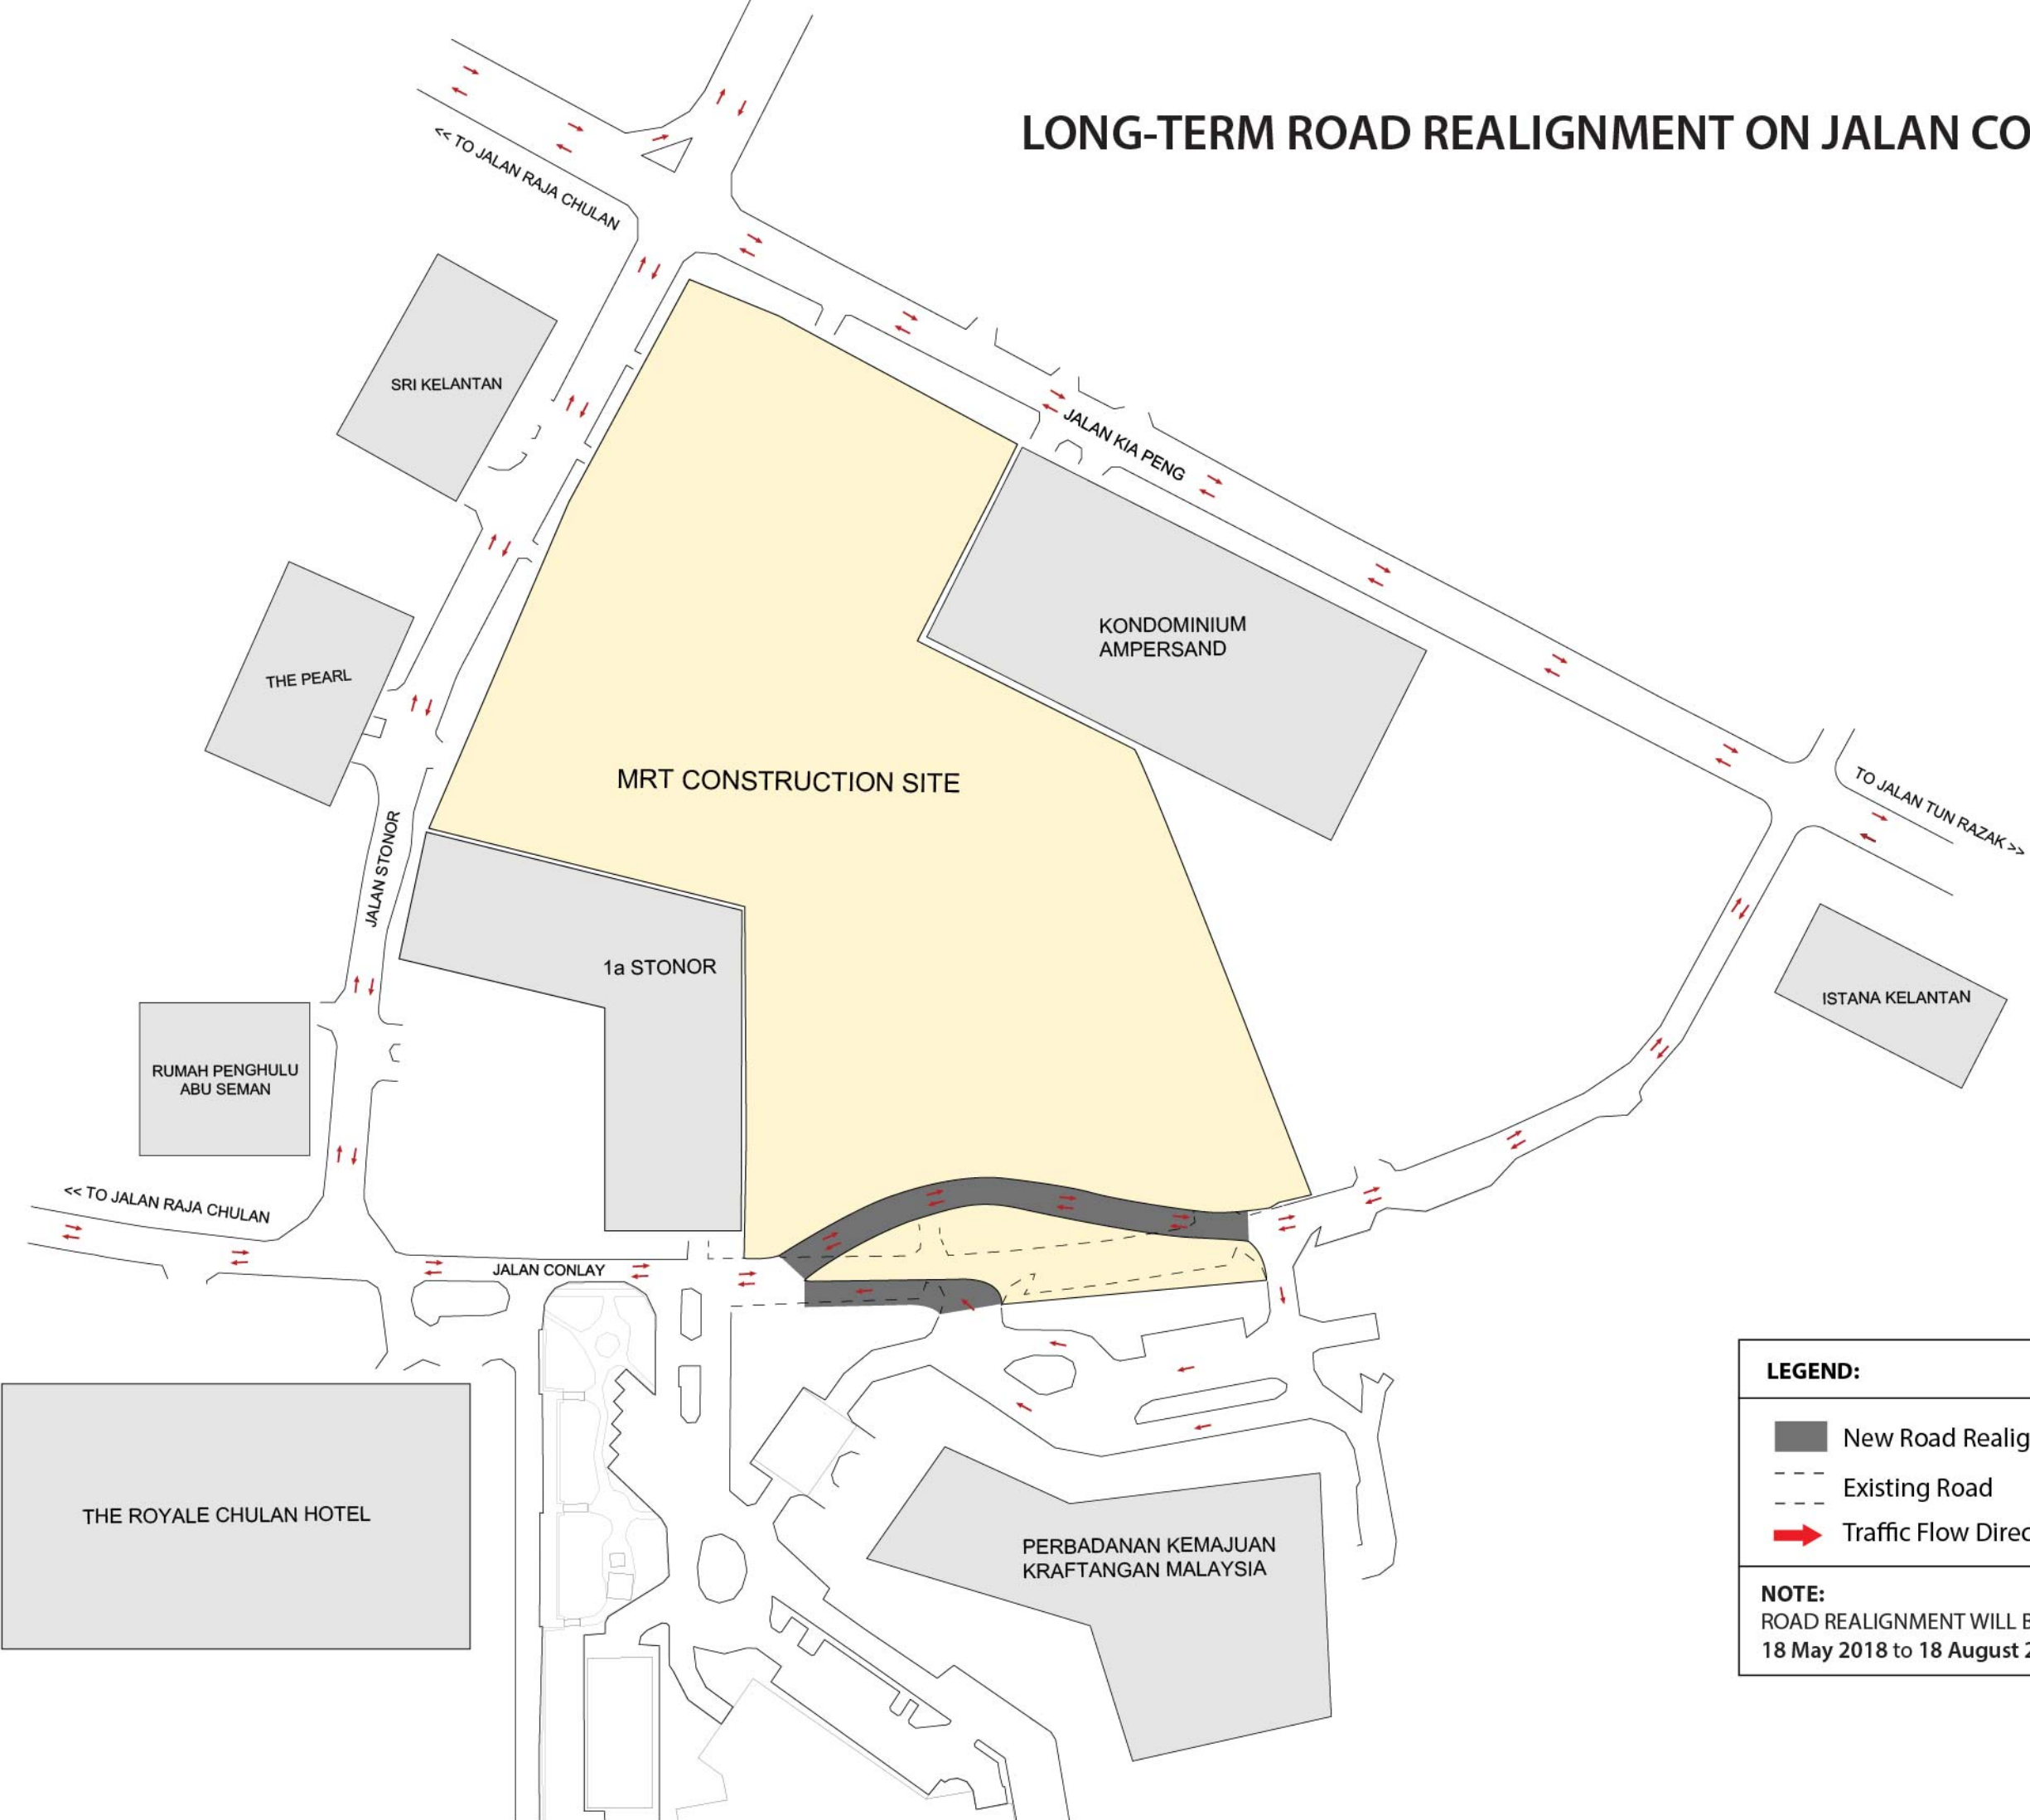 LONG-TERM ROAD REALIGNMENT ON JALAN CO
<< TO JALAN RAJA CHULAN
SRI KELANTAN
JALAN KIA PENG
KONDOMINIUM
AMPERSAND
THE PEARL
MRT CONSTRUCTION SITE
TO JALAN TUN RAZAK >>
JALAN STONOR
1a STONOR
ISTANA KELANTAN
RUMAH PENGHULU
ABU SEMAN
<< TO JALAN RAJA CHULAN
JALAN CONLAY
THE ROYALE CHULAN HOTEL
PERBADANAN KEMAJUAN
KRAFTANGAN MALAYSIA
LEGEND:
New Road Realig
Existing Road
Traffic Flow Direc
NOTE:
ROAD REALIGNMENT WILL B
18 May 2018 to 18 August 2